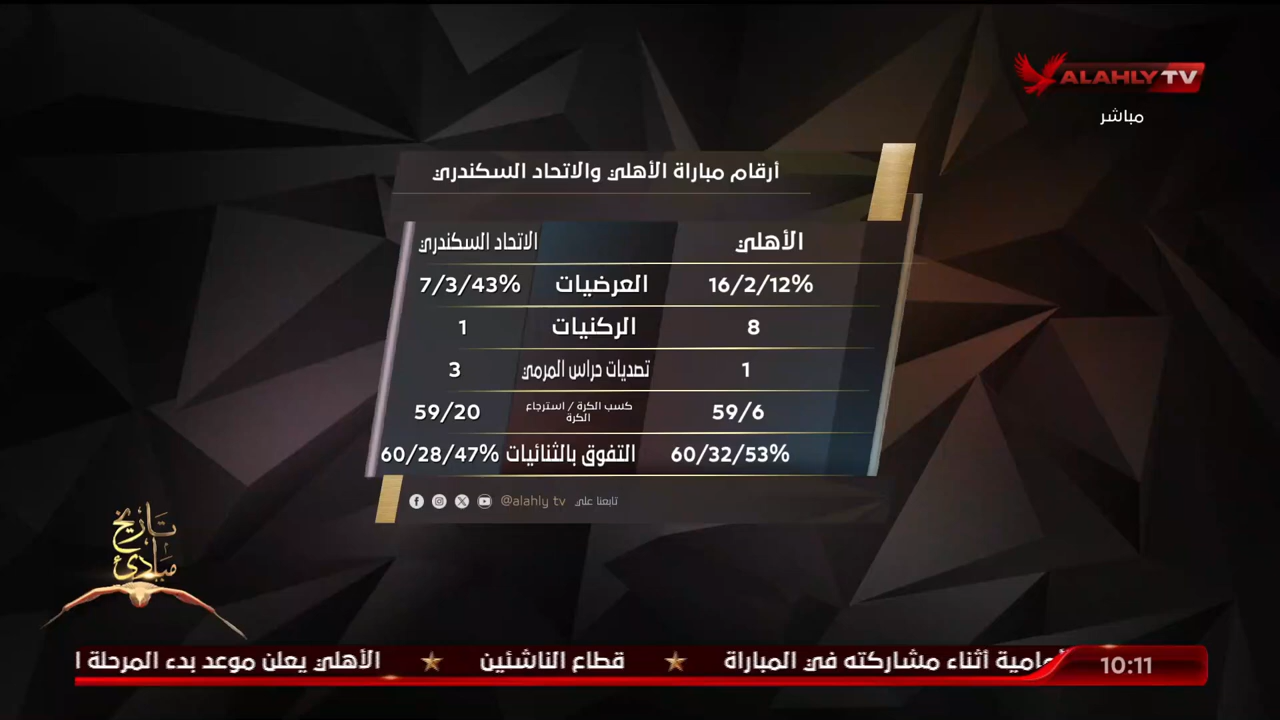 ALAHLY TV
مباشر
أرقام مباراة الأهلي والاتحاد السكندري
الأهلي الاتحاد السكندري
16/2/12% العرضيات 7/3/43%
8 الركنيات 1
1 تصديات حراس المرمي 3
59/6 كسب الكرة / استرجاع الكرة 59/20
60/32/53% التفوق بالثنائيات 60/28/47%
تابعنا علي @alahly tv
تاريخ
مبادئ
10:11 أثناء مشاركته في المباراة ★ قطاع الناشئين ★ الأهلي يعلن موعد بدء المرحلة